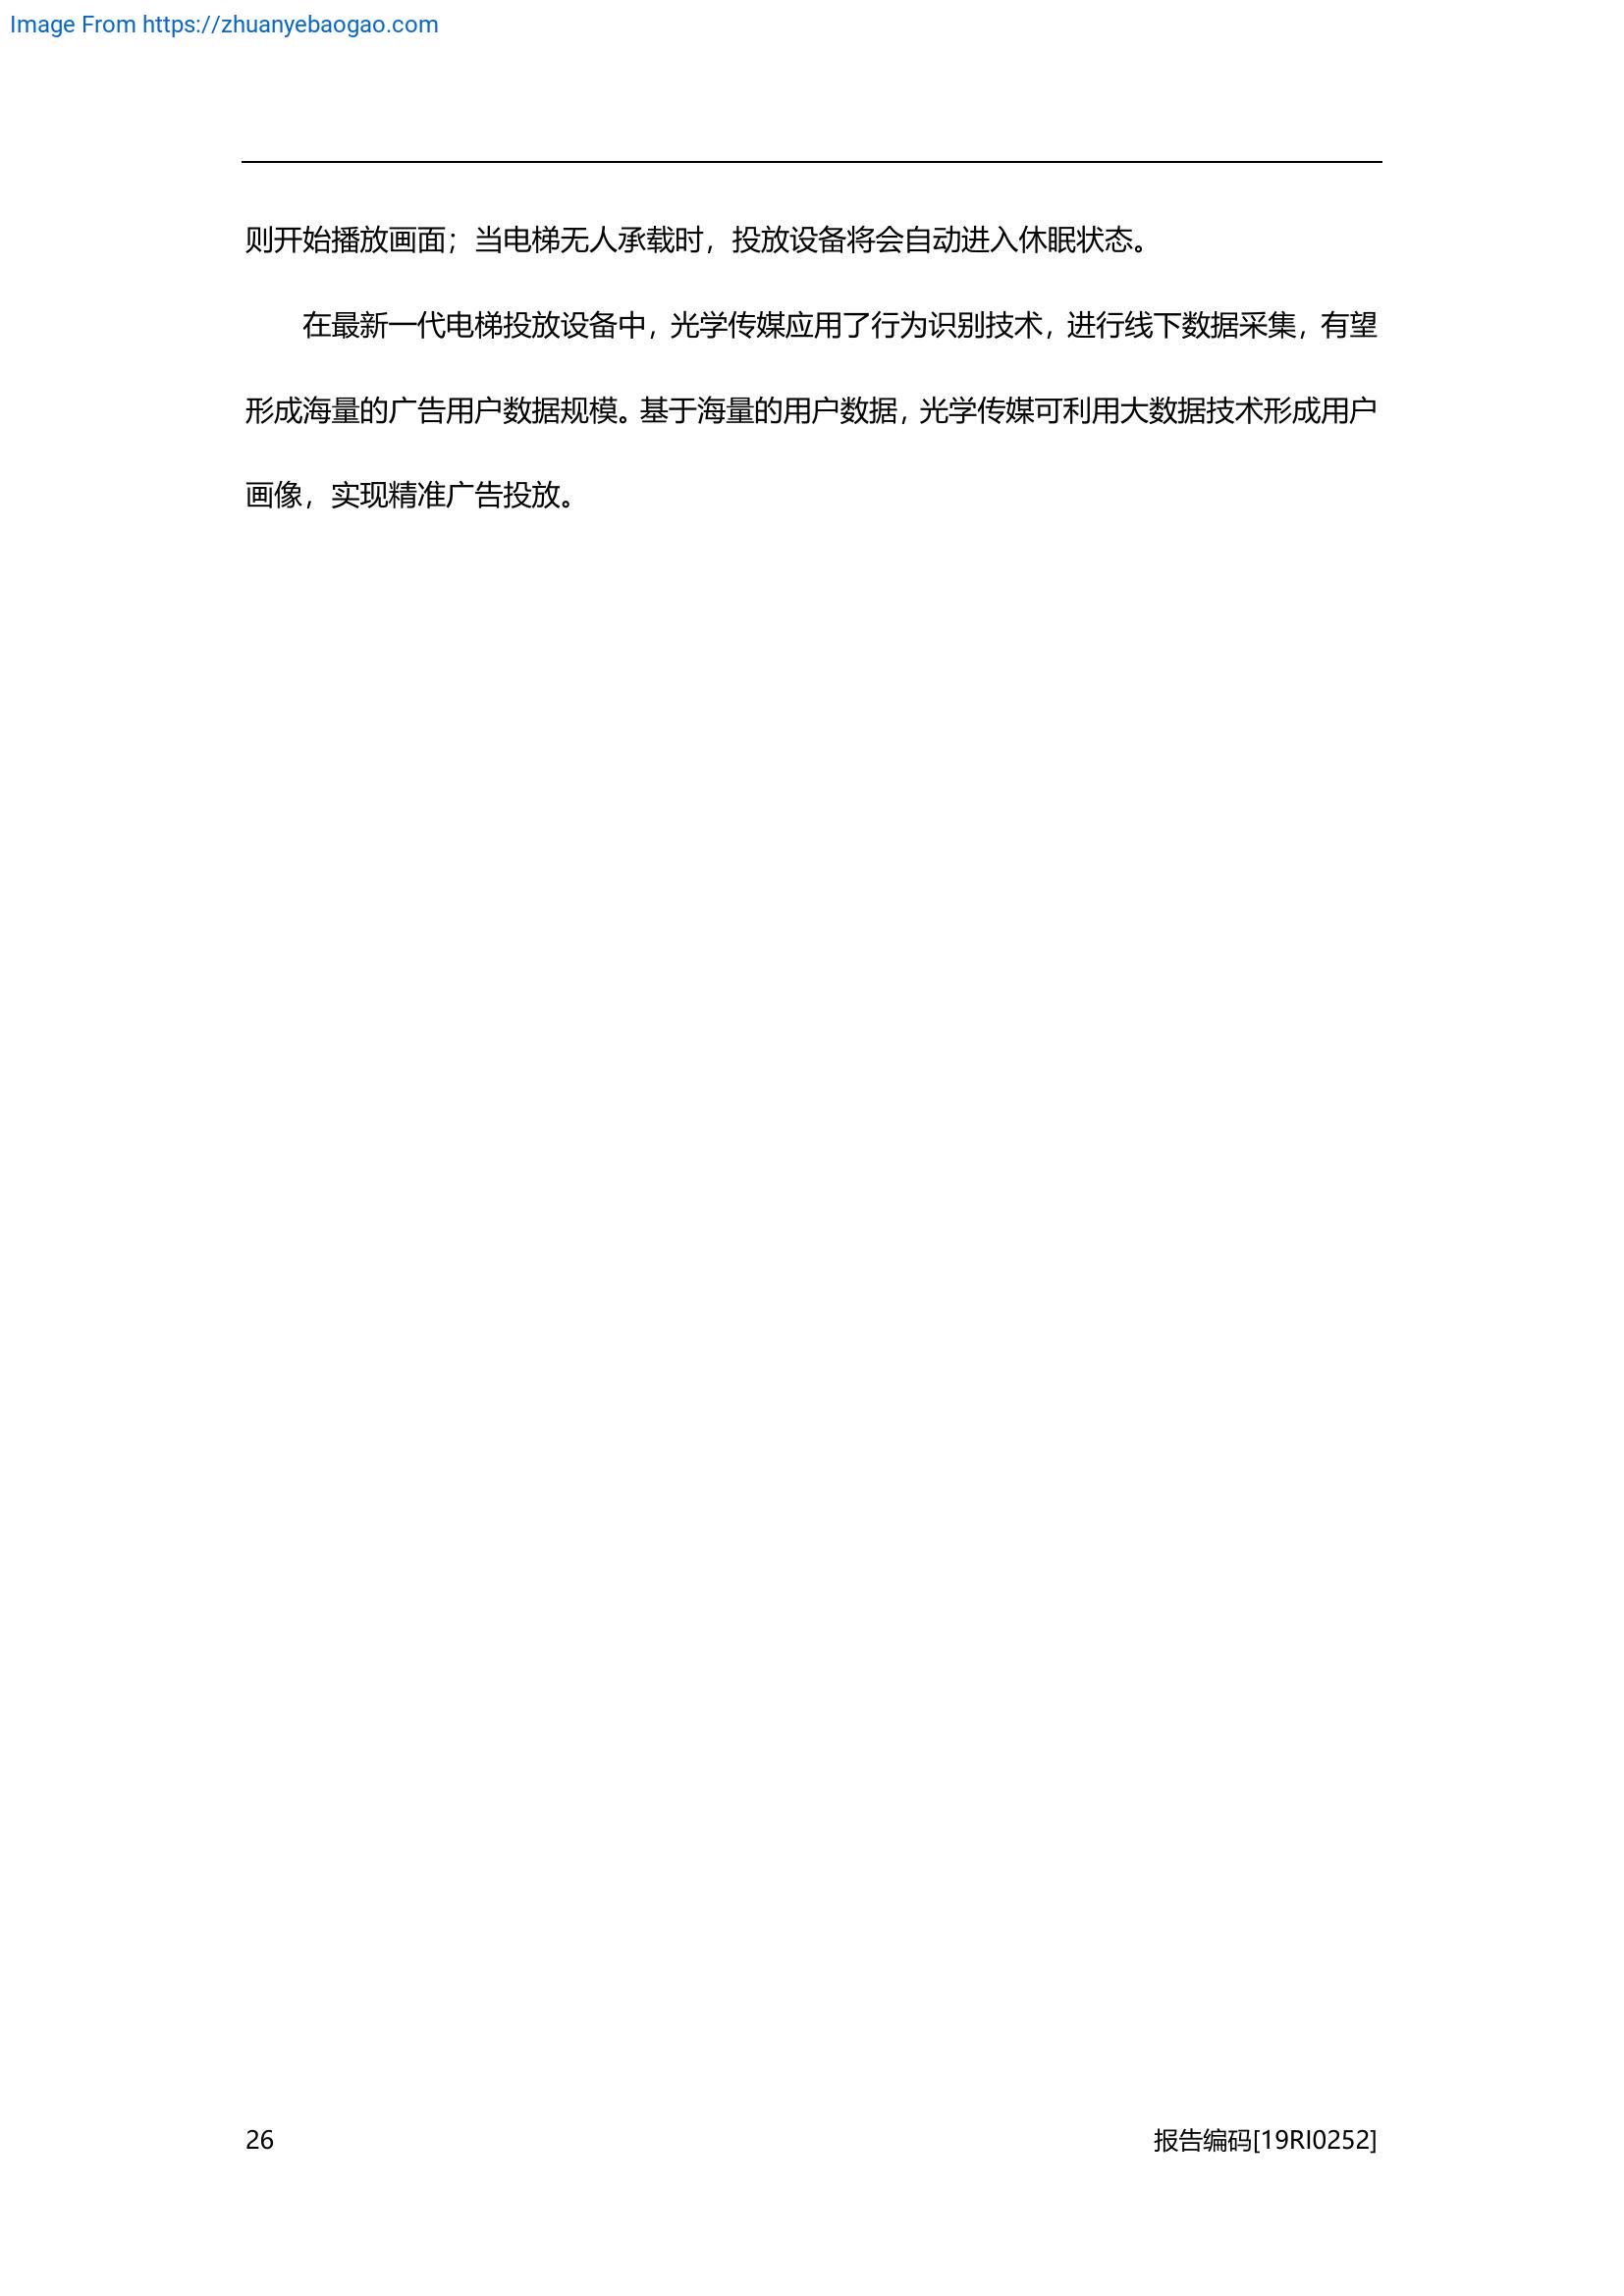 Image From https://zhuanyebaogao.com
则开始播放画面；当电梯无人承载时，投放设备将会自动进入休眠状态。
在最新一代电梯投放设备中，光学传媒应用了行为识别技术，进行线下数据采集，有望
形成海量的广告用户数据规模。基于海量的用户数据，光学传媒可利用大数据技术形成用户
画像，实现精准广告投放。
26 报告编码[19RI0252]